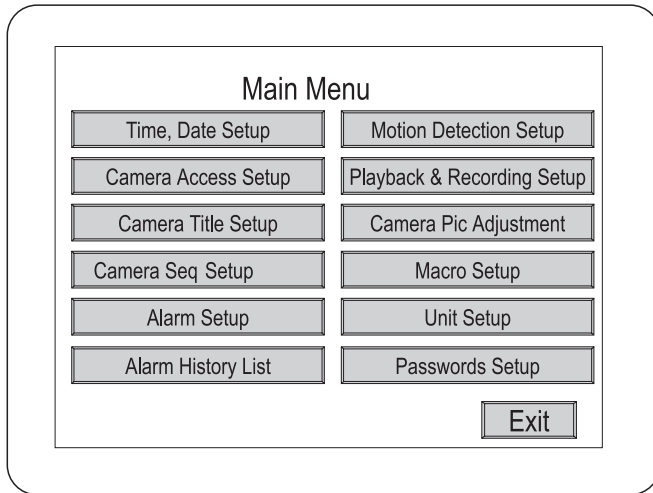 Main Menu
Time, Date Setup
Motion Detection Setup
Camera Access Setup
Playback & Recording Setup
Camera Title Setup
Camera Pic Adjustment
Camera Seq Setup
Macro Setup
Alarm Setup
Unit Setup
Alarm History List
Passwords Setup
Exit